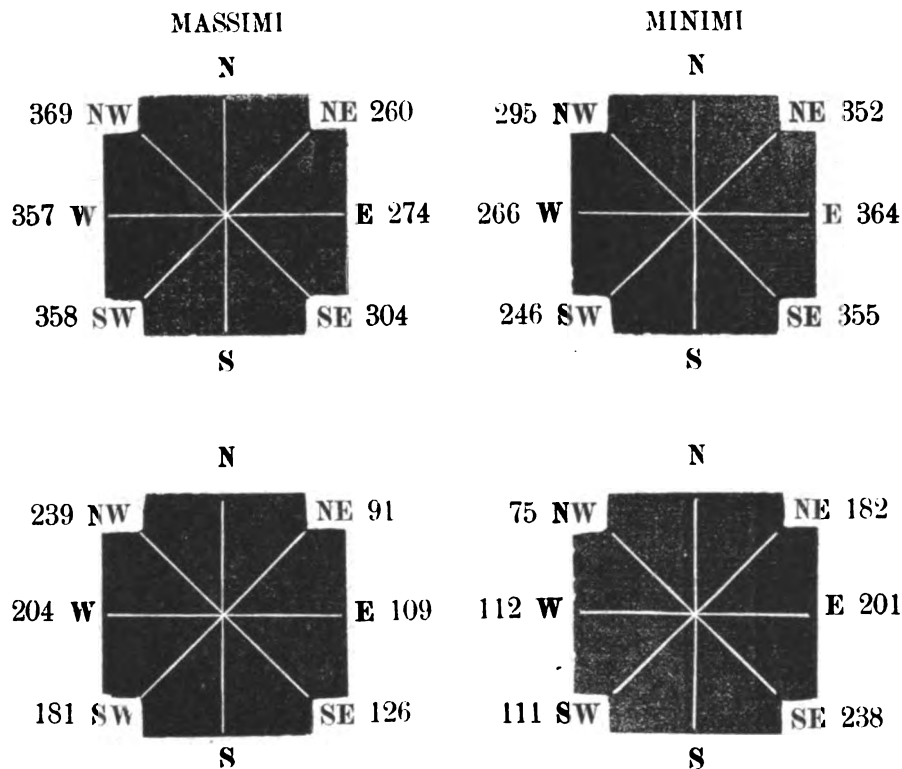 MASSIMI
N
369 NW NE 260
357 W E 274
358 SW SE 304
S
MINIMI
N
295 NW NE 352
266 W E 364
246 SW SE 355
S
N
239 NW NE 91
204 W E 109
181 SW SE 126
S
N
75 NW NE 182
112 W E 201
111 SW SE 238
S